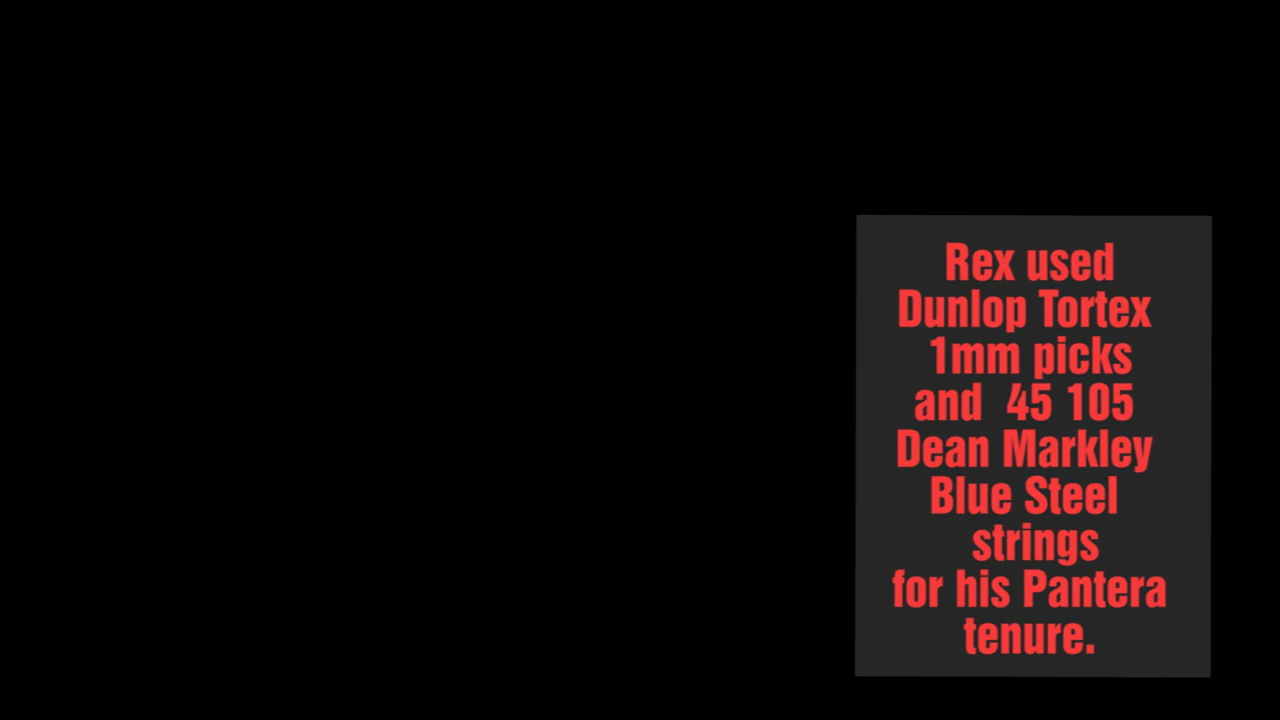 Rex used
Dunlop Tortex
1mm picks
and  45 105
Dean Markley
Blue Steel
strings
for his Pantera
tenure.